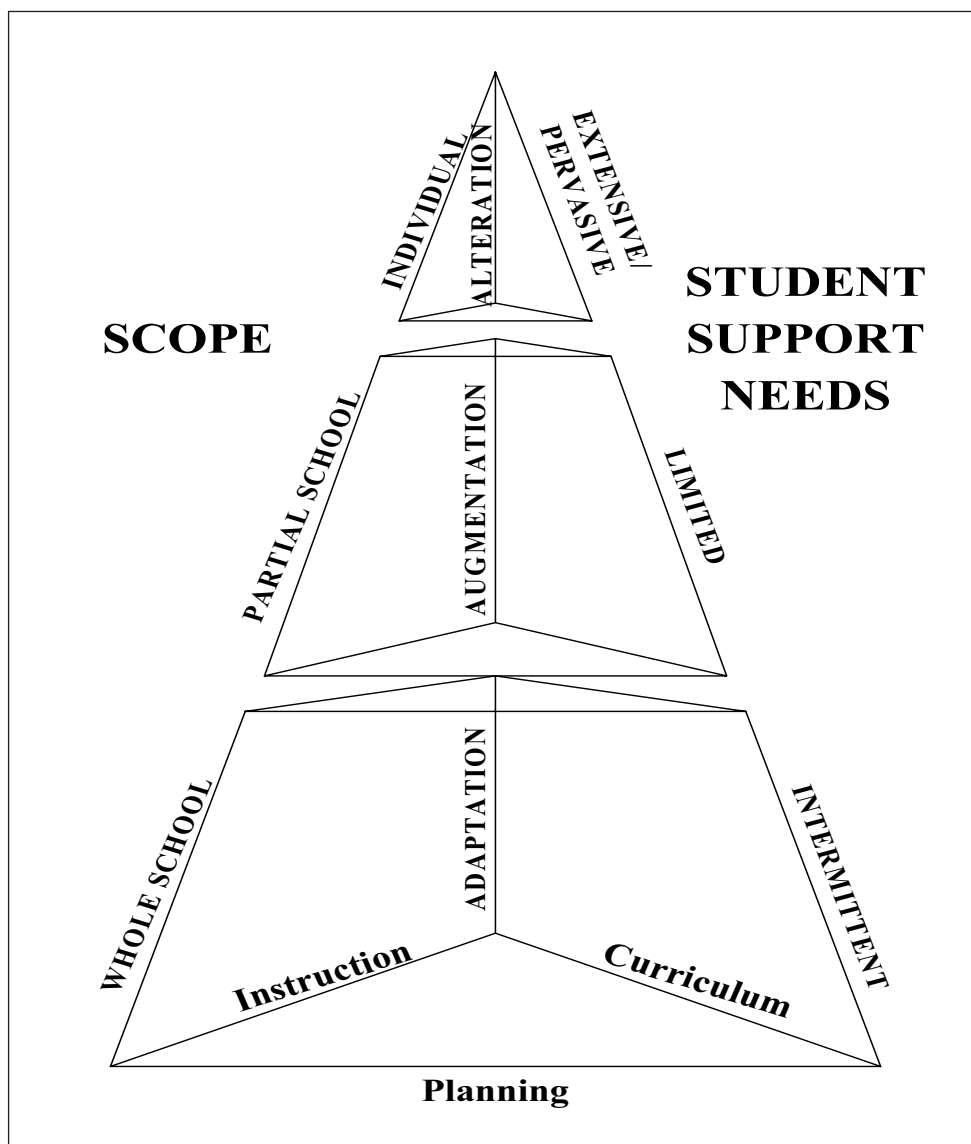 INDIVIDUAL
ALTERATION
EXTENSIVE/
PERVASIVE
SCOPE
STUDENT
SUPPORT
NEEDS
PARTIAL SCHOOL
AUGMENTATION
LIMITED
WHOLE SCHOOL
ADAPTATION
INTERMITTENT
Instruction
Curriculum
Planning